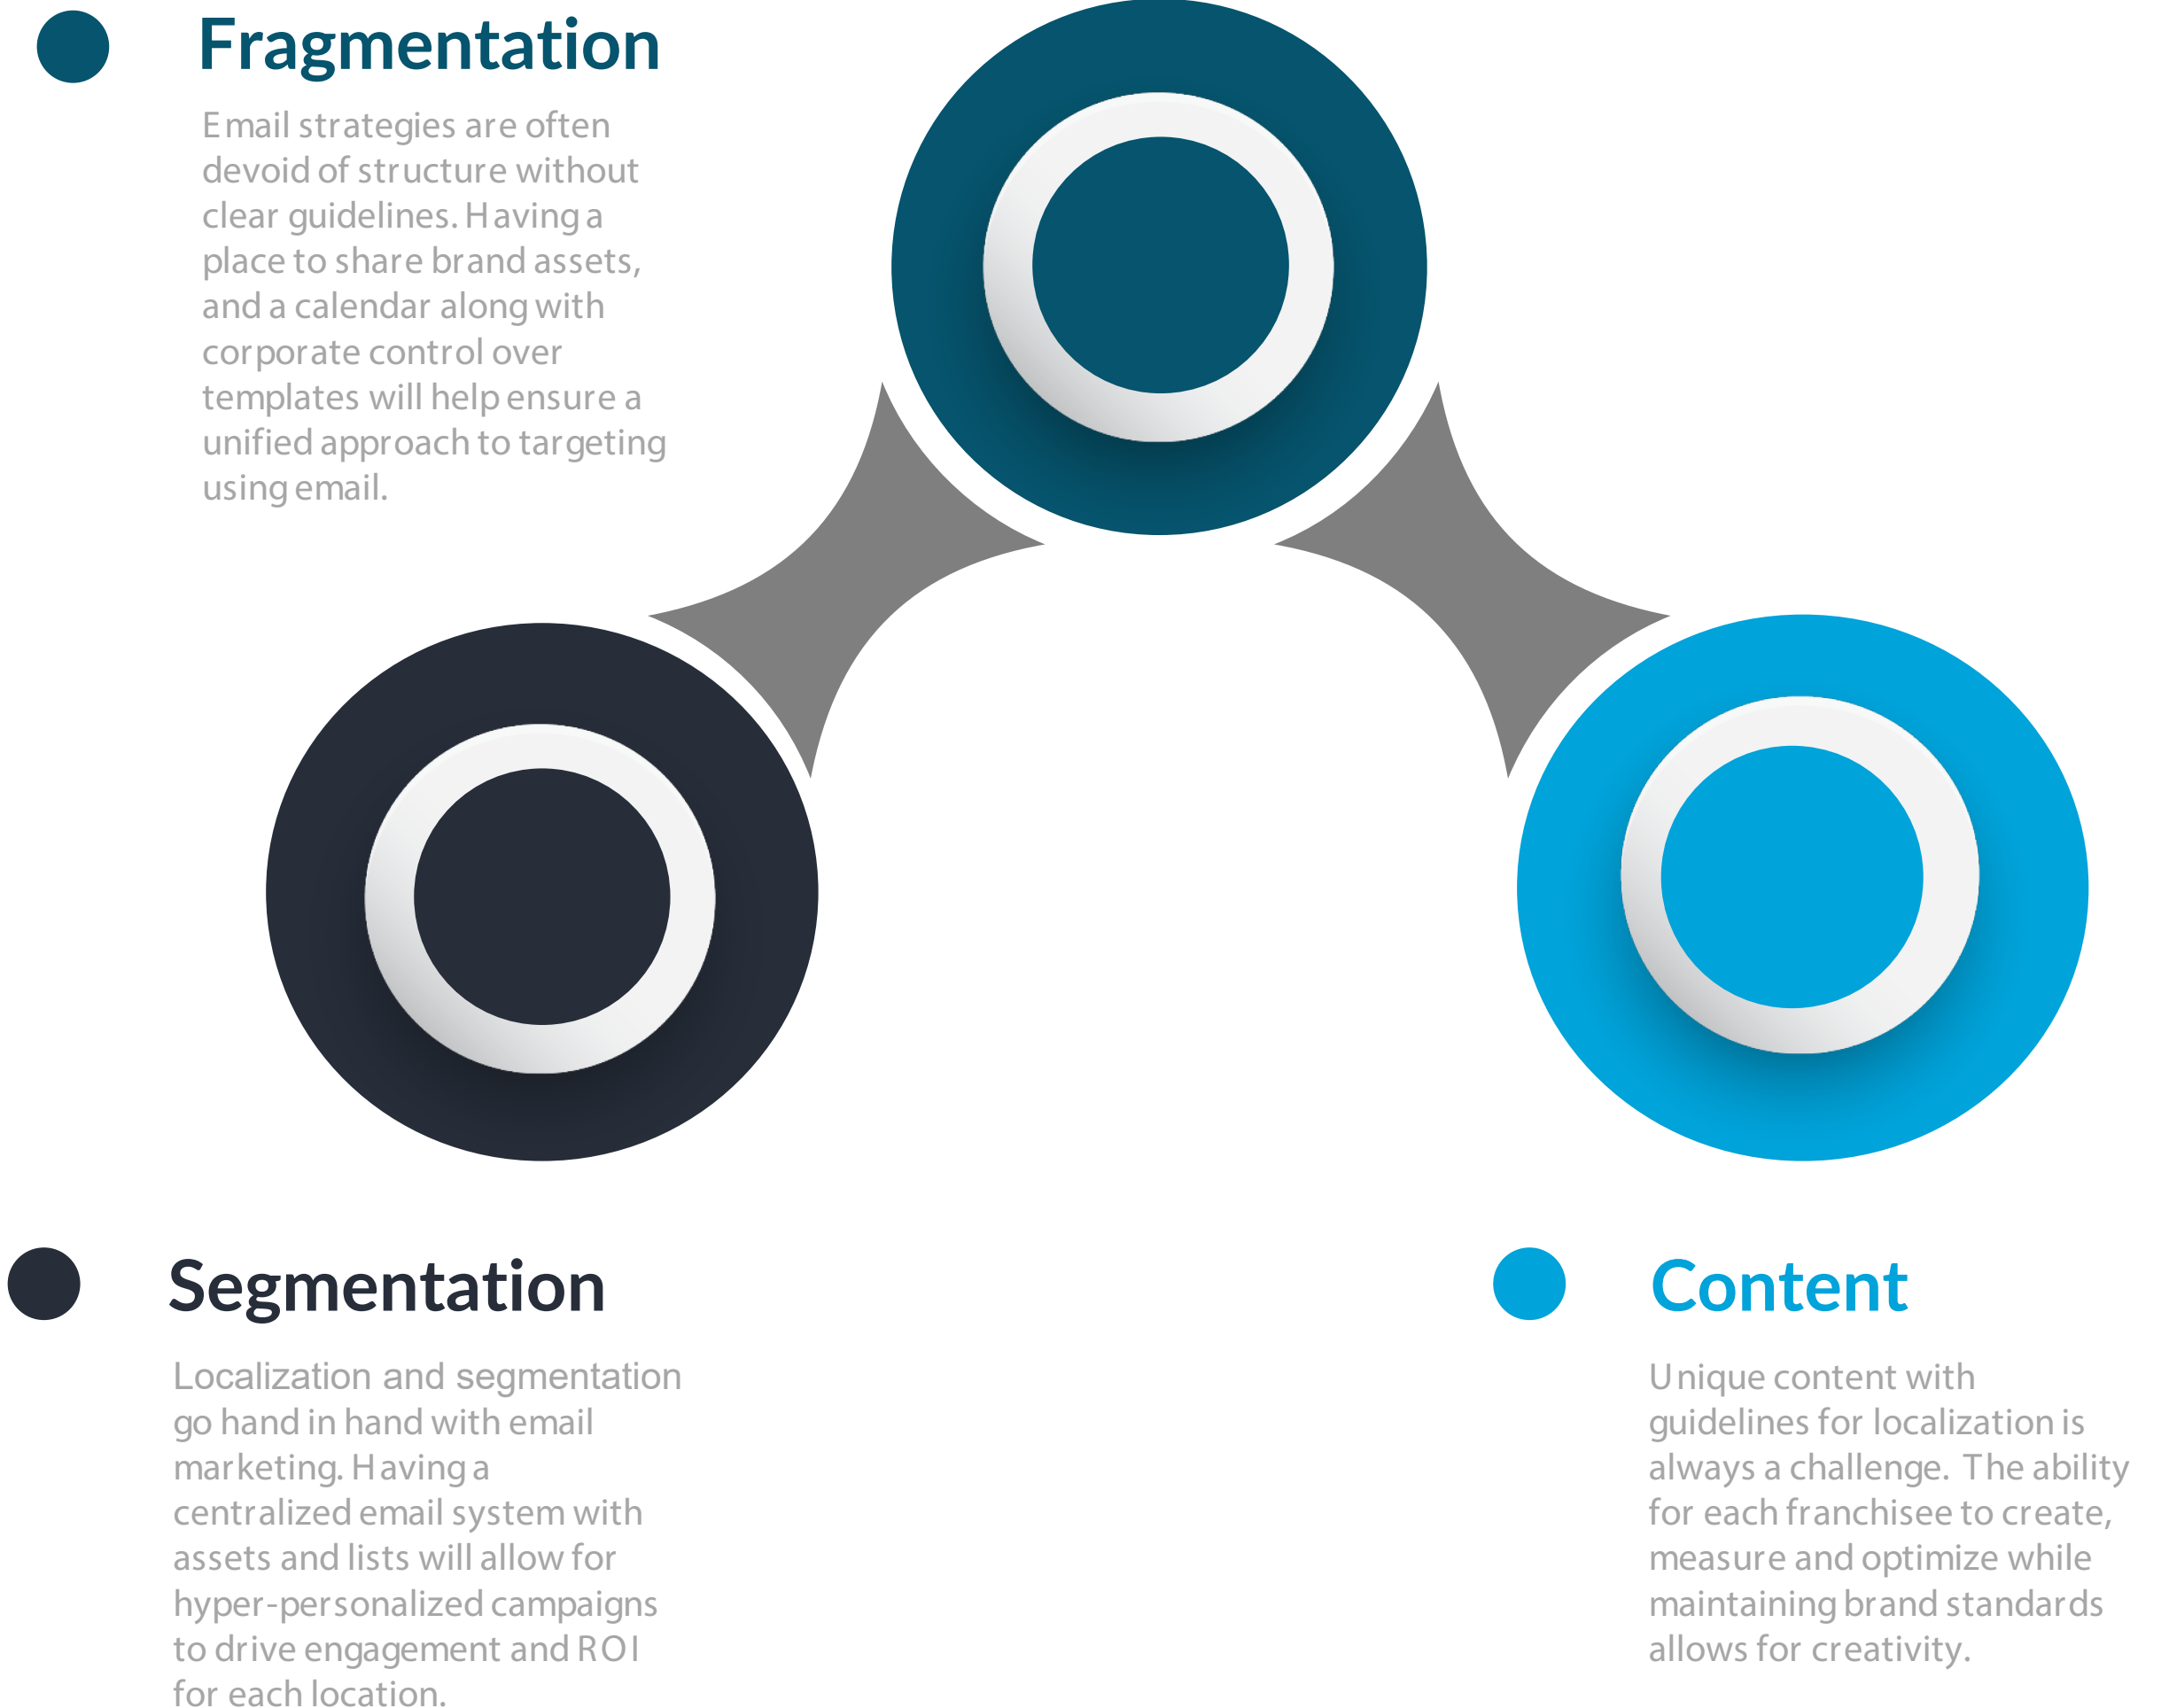 Fragmentation
Email strategies are often
devoid of structure without
clear guidelines. Having a
place to share brand assets,
and a calendar along with
corporate control over
templates will help ensure a
unified approach to targeting
using email.
Segmentation
Localization and segmentation
go hand in hand with email
marketing. Having a
centralized email system with
assets and lists will allow for
hyper-personalized campaigns
to drive engagement and ROI
for each location.
Content
Unique content with
guidelines for localization is
always a challenge. The ability
for each franchisee to create,
measure and optimize while
maintaining brand standards
allows for creativity.